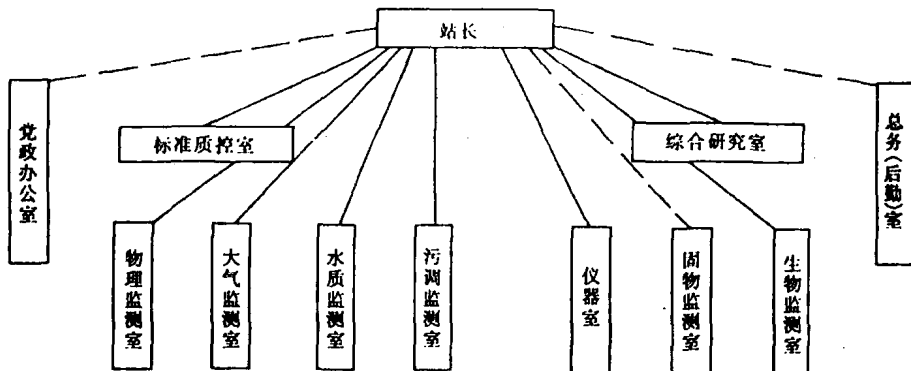 站长
党政办公室
标准质控室
综合研究室
总务(后勤)室
物理监测室
大气监测室
水质监测室
污调监测室
仪器室
固物监测室
生物监测室